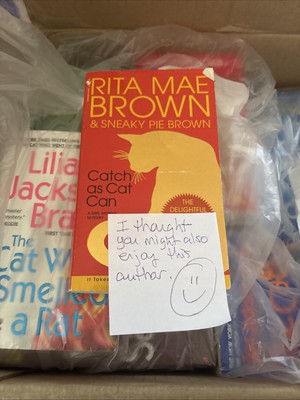 RITA MAE
BROWN
& SNEAKY PIE BROWN
Catch
as Cat
Can
THE
DELIGHTFUL
I thought
you might also
enjoy this
author.
Lilia
Jacks
Bra
The
Cat W
Smelled
a Rat